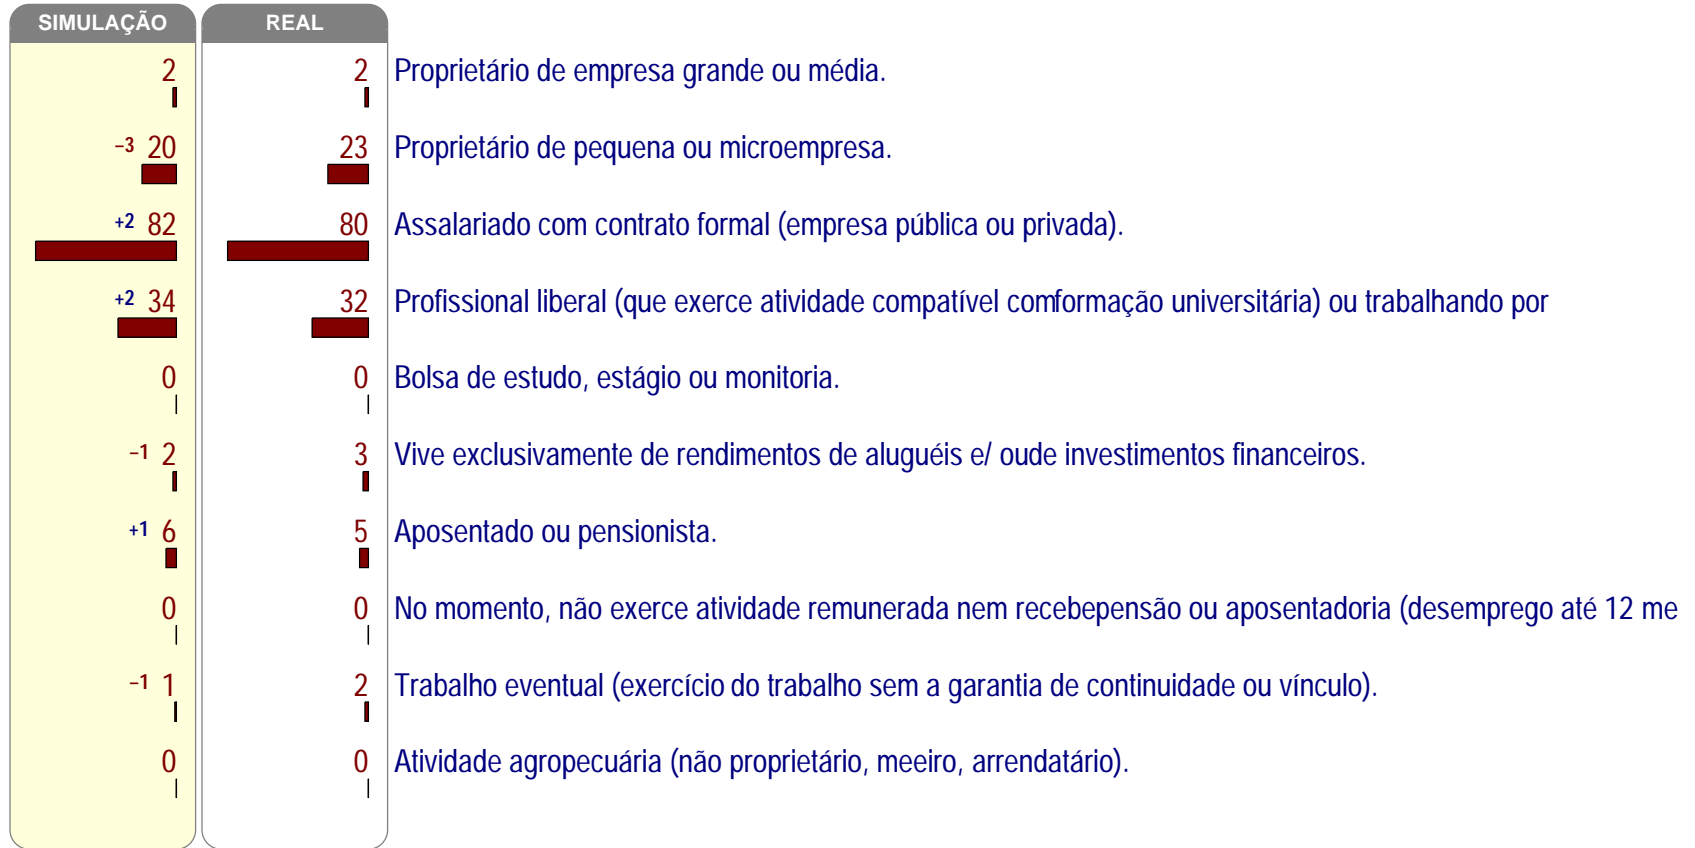 SIMULAÇÃO REAL
2 2 Proprietário de empresa grande ou média.
−3 20 23 Proprietário de pequena ou microempresa.
+2 82 80 Assalariado com contrato formal (empresa pública ou privada).
+2 34 32 Profissional liberal (que exerce atividade compatível comformação universitária) ou trabalhando por
0 0 Bolsa de estudo, estágio ou monitoria.
−1 2 3 Vive exclusivamente de rendimentos de aluguéis e/ oude investimentos financeiros.
+1 6 5 Aposentado ou pensionista.
0 0 No momento, não exerce atividade remunerada nem recebepensão ou aposentadoria (desemprego até 12 me
−1 1 2 Trabalho eventual (exercício do trabalho sem a garantia de continuidade ou vínculo).
0 0 Atividade agropecuária (não proprietário, meeiro, arrendatário).